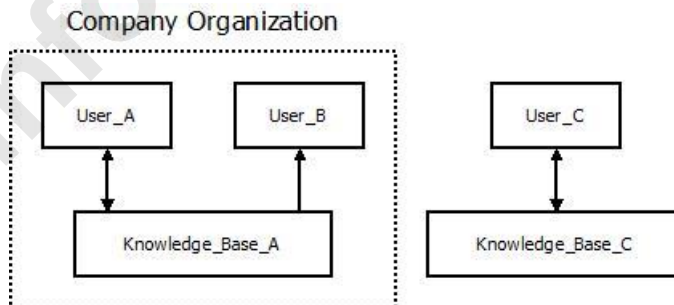 Company Organization
User_A
User_B
User_C
Knowledge_Base_A
Knowledge_Base_C